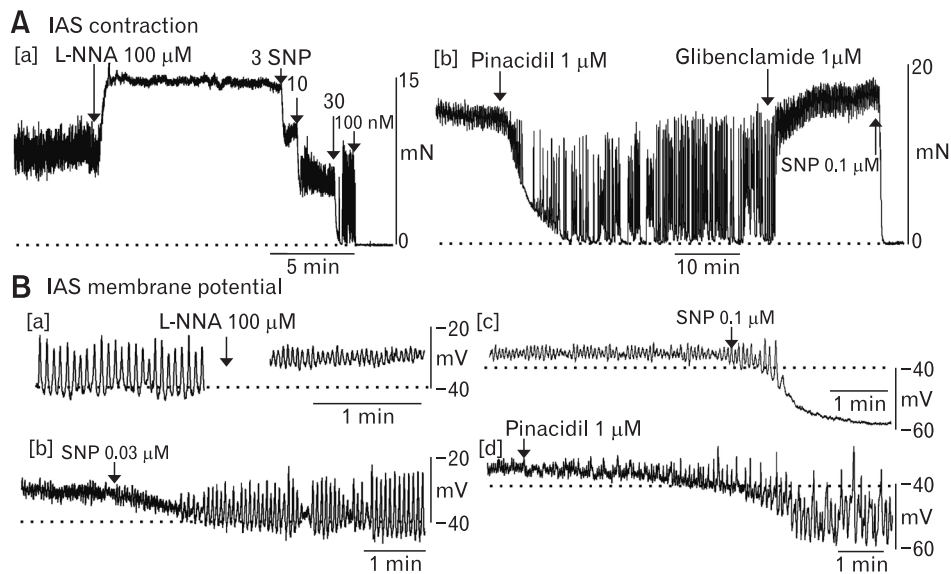 A IAS contraction
[a] L-NNA 100 μM
3 SNP
10
30
100 nM
15
mN
0
5 min
[b] Pinacidil 1 μM
Glibenclamide 1μM
SNP 0.1 μM
20
mN
0
10 min
B IAS membrane potential
[a] L-NNA 100 μM
−20
mV
−40
1 min
[c] SNP 0.1 μM
−40
mV
−60
1 min
[b] SNP 0.03 μM
−20
mV
−40
1 min
[d] Pinacidil 1 μM
−40
mV
−60
1 min